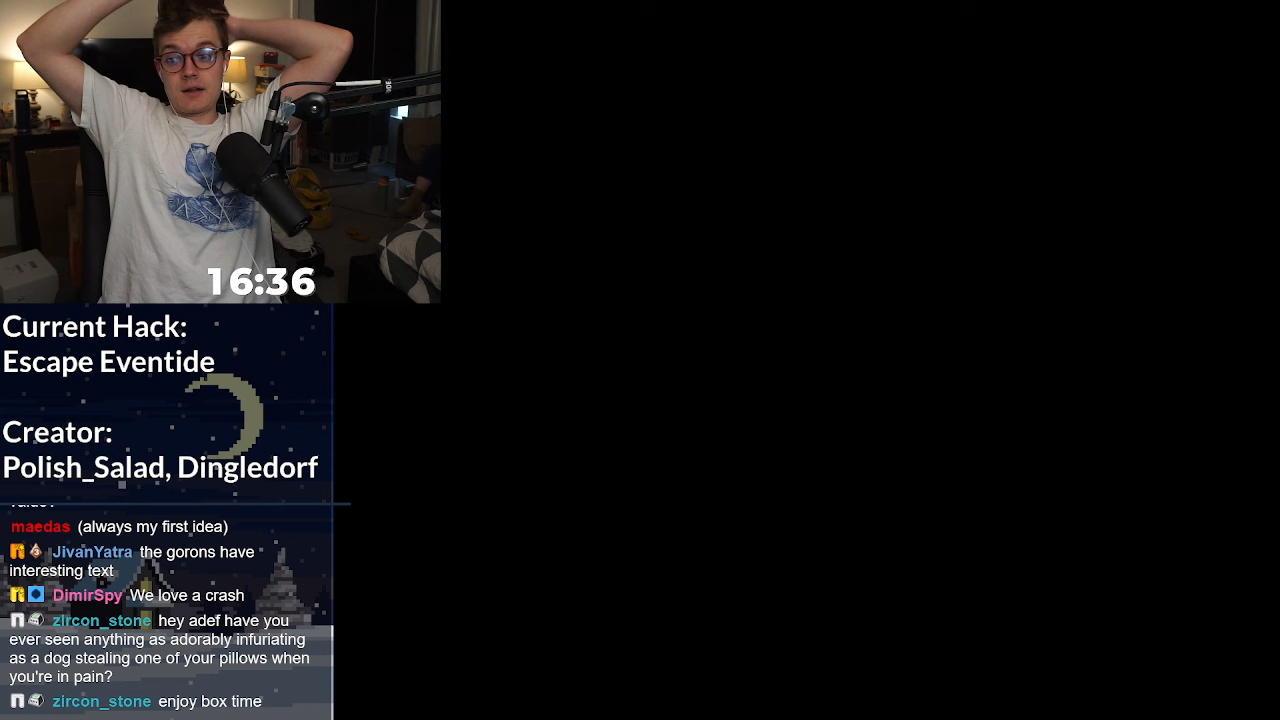 16:36
Current Hack:
Escape Eventide
Creator:
Polish_Salad, Dingledorf
maedas (always my first idea)
JivanYatra the gorons have
interesting text
DimirSpy We love a crash
zircon_stone hey adef have you
ever seen anything as adorably infuriating
as a dog stealing one of your pillows when
you're in pain?
zircon_stone enjoy box time